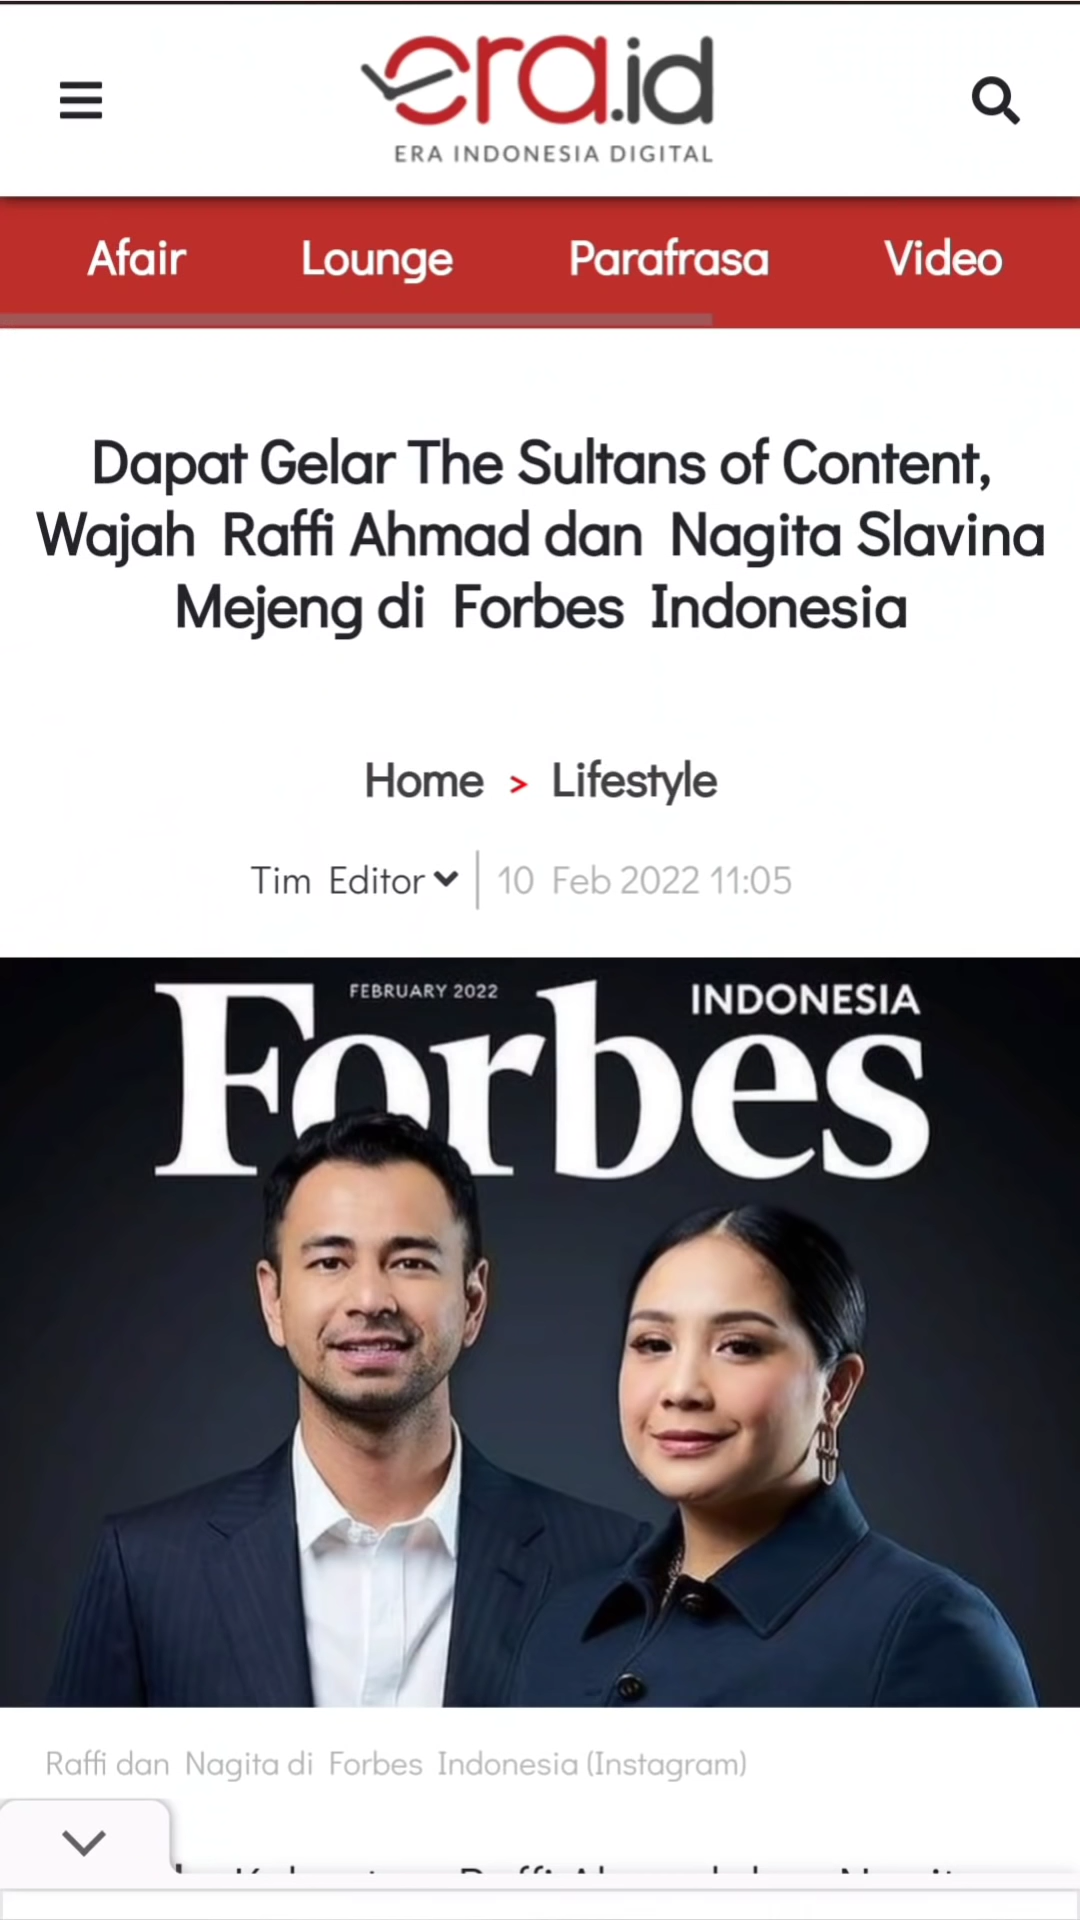 era.id
ERA INDONESIA DIGITAL
Afair Lounge Parafrasa Video
Dapat Gelar The Sultans of Content,
Wajah Raffi Ahmad dan Nagita Slavina
Mejeng di Forbes Indonesia
Home > Lifestyle
Tim Editor | 10 Feb 2022 11:05
FEBRUARY 2022
INDONESIA
Forbes
Raffi dan Nagita di Forbes Indonesia (Instagram)